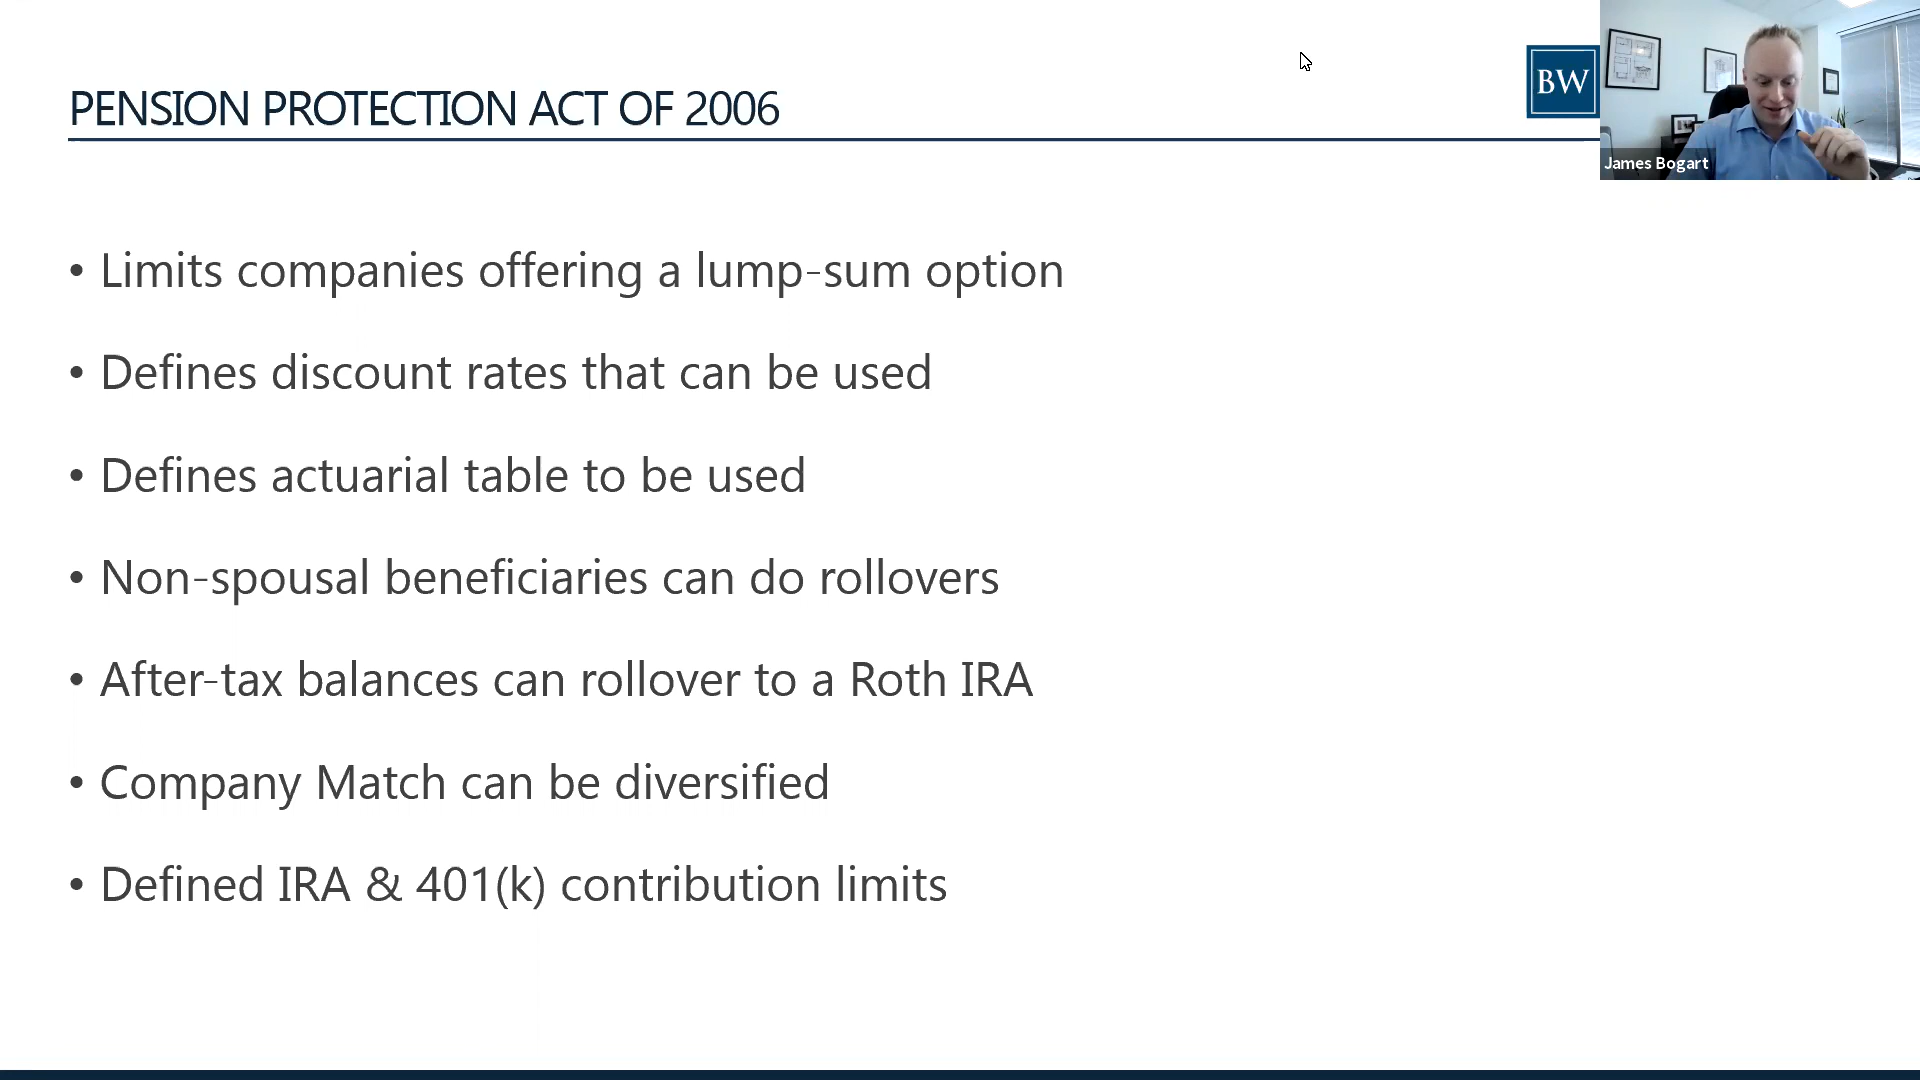 PENSION PROTECTION ACT OF 2006
BW
James Bogart
• Limits companies offering a lump-sum option
• Defines discount rates that can be used
• Defines actuarial table to be used
• Non-spousal beneficiaries can do rollovers
• After-tax balances can rollover to a Roth IRA
• Company Match can be diversified
• Defined IRA & 401(k) contribution limits